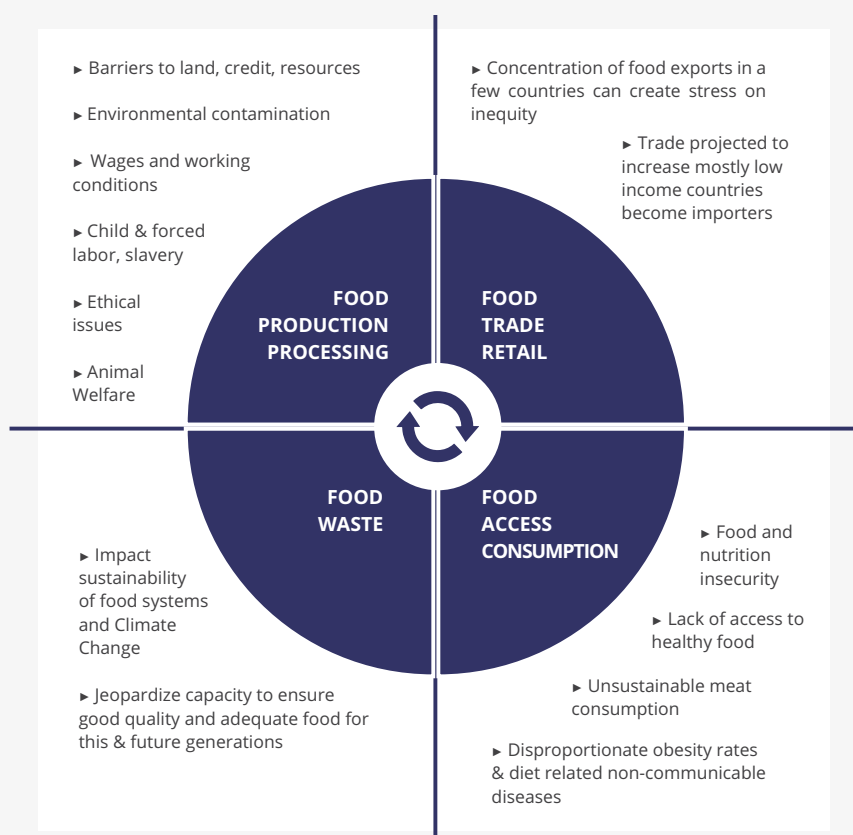 ► Barriers to land, credit, resources
► Environmental contamination
► Wages and working
conditions
► Child & forced
labor, slavery
► Ethical
issues
► Animal
Welfare
FOOD
PRODUCTION
PROCESSING
► Concentration of food exports in a
few countries can create stress on
inequity
► Trade projected to
increase mostly low
income countries
become importers
FOOD
TRADE
RETAIL
FOOD
WASTE
► Impact
sustainability
of food systems
and Climate
Change
► Jeopardize capacity to ensure
good quality and adequate food for
this & future generations
FOOD
ACCESS
CONSUMPTION
► Food and
nutrition
insecurity
► Lack of access to
healthy food
► Unsustainable meat
consumption
► Disproportionate obesity rates
& diet related non-communicable
diseases